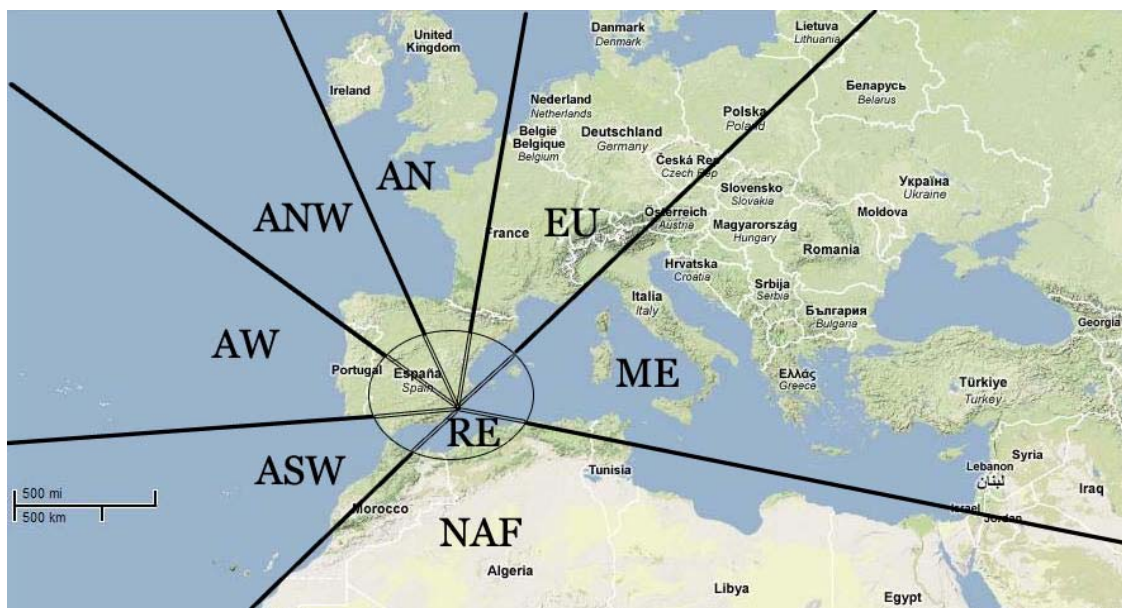 Danmark
Denmark
Lietuva
Lithuania
United
Kingdom
Ireland
Беларусь
Belarus
Nederland
Netherlands
Polska
Poland
België
Belgique
Belgium
Deutschland
Germany
AN
Česká Rep
Czech Rep
Україна
Ukraine
Slovensko
Slovakia
ANW
EU
Österreich
Austria
Magyarország
Hungary
Moldova
France
Romania
Hrvatska
Croatia
Srbija
Serbia
Italia
Italy
България
Bulgaria
Georgia
AW
Portugal
España
Spain
ME
Ελλάς
Greece
Türkiye
Turkey
RE
ASW
Tunisia
Syria
Lebanon
لبنان
Iraq
500 mi
500 km
Morocco
Israel
Jordan
NAF
Algeria
Libya
Egypt